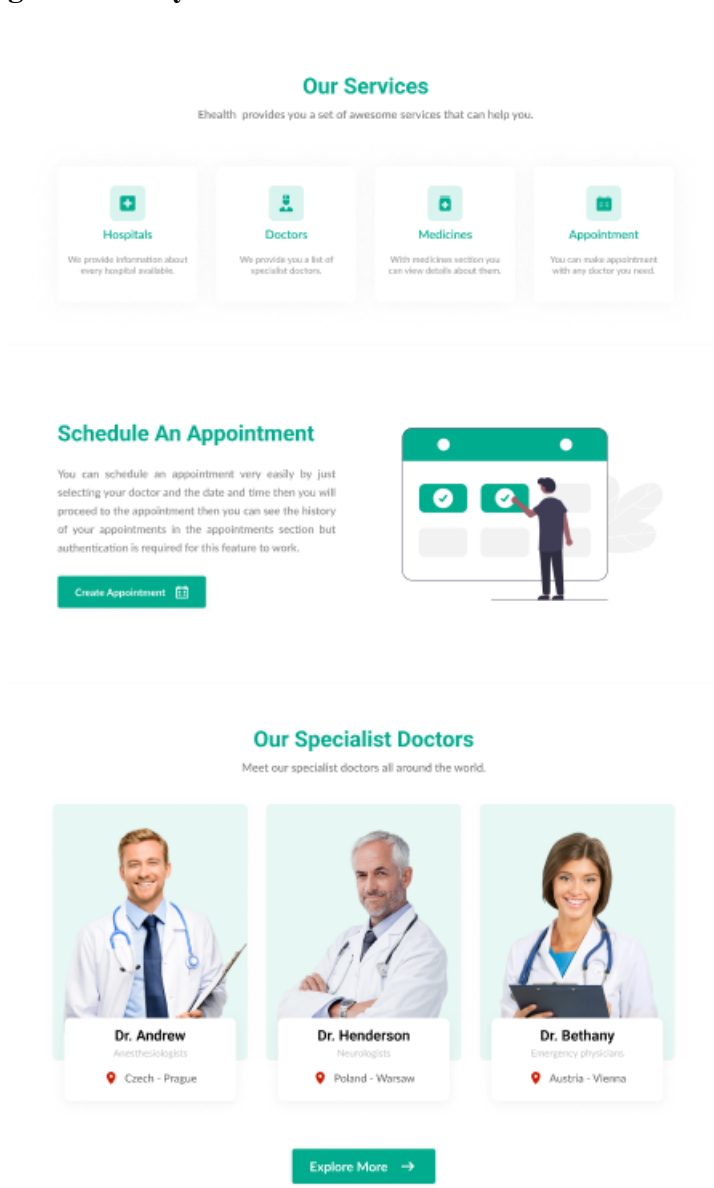 Our Services
Ehealth provides you a set of awesome services that can help you.
Hospitals
We provide information about
every hospital available.
Doctors
We provide you a list of
specialist doctors.
Medicines
With medicines section you
can view details about them.
Appointment
You can make appointment
with any doctor you need.
Schedule An Appointment
You can schedule an appointment very easily by just
selecting your doctor and the date and time then you will
proceed to the appointment then you can see the history
of your appointments in the appointments section but
authentication is required for this feature to work.
Create Appointment
Our Specialist Doctors
Meet our specialist doctors all around the world.
Dr. Andrew
Anesthesiologists
Czech - Prague
Dr. Henderson
Neurologists
Poland - Warsaw
Dr. Bethany
Emergency physicians
Austria - Vienna
Explore More